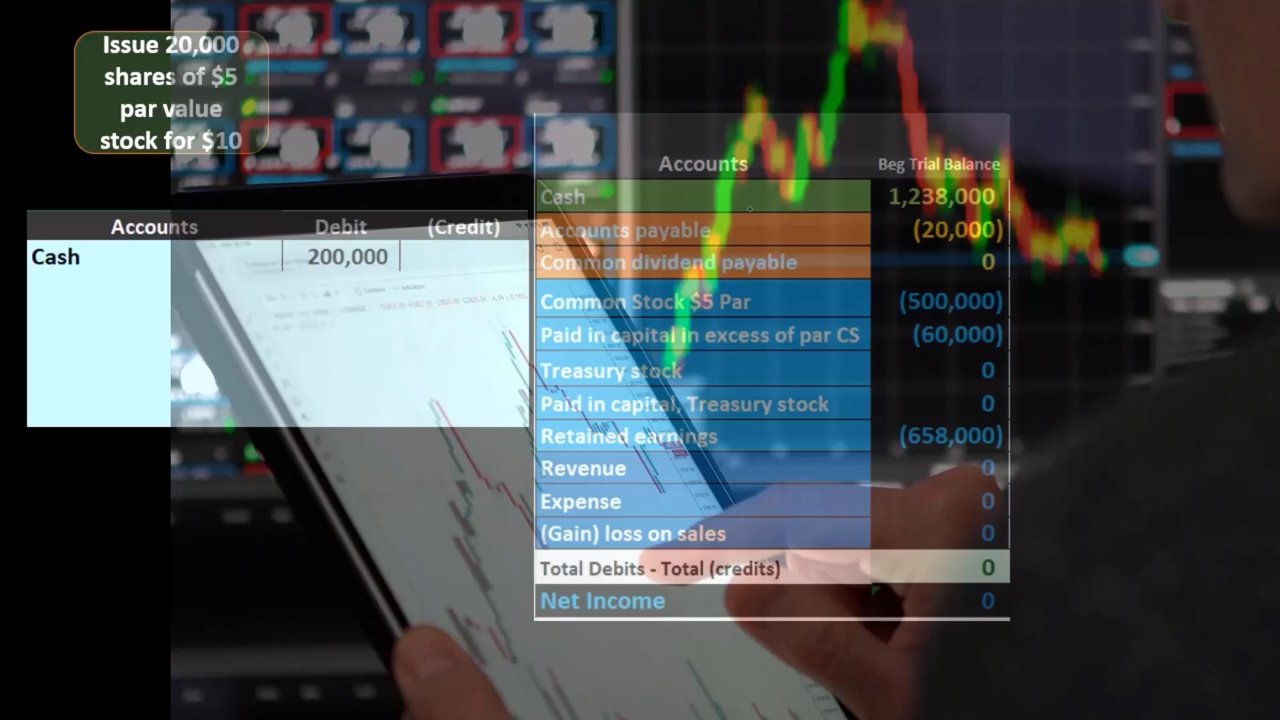 Issue 20,000
shares of $5
par value
stock for $10
Accounts Debit (Credit)
Cash 200,000
Accounts Beg Trial Balance
Cash 1,238,000
Accounts payable (20,000)
Common dividend payable 0
Common Stock $5 Par (500,000)
Paid in capital in excess of par CS (60,000)
Treasury stock 0
Paid in capital, Treasury stock 0
Retained earnings (658,000)
Revenue 0
Expense 0
(Gain) loss on sales 0
Total Debits - Total (credits) 0
Net Income 0